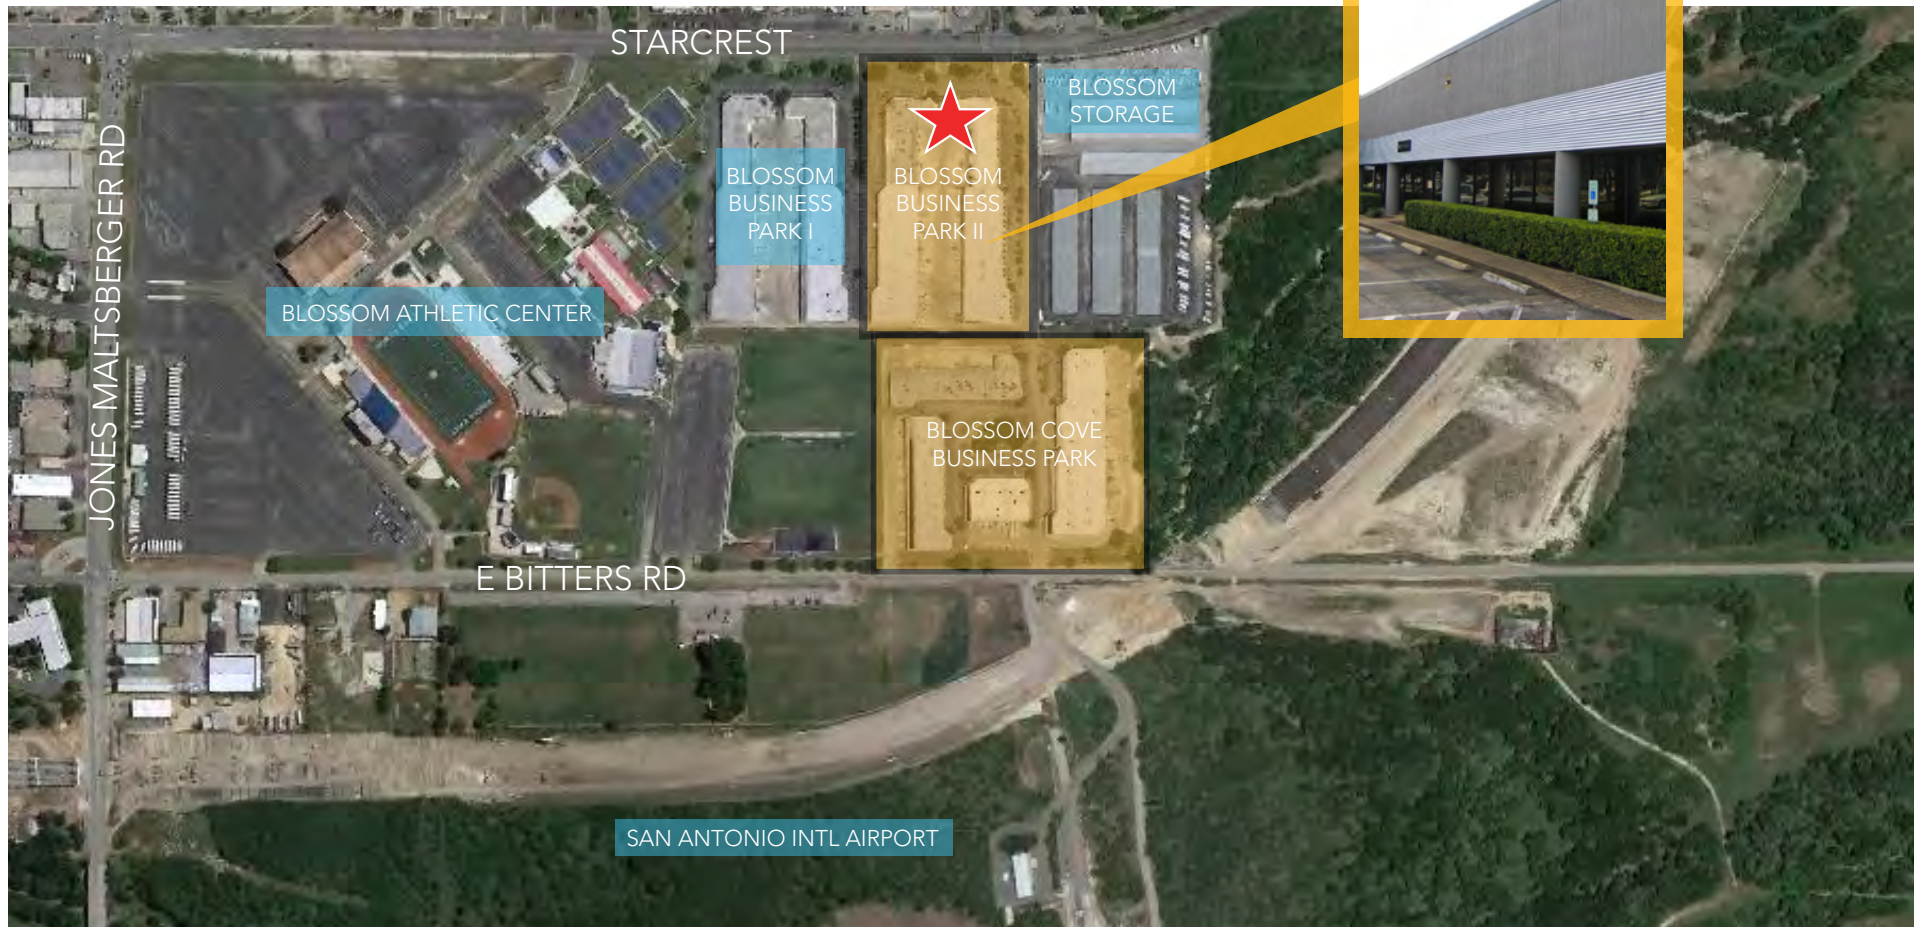 STARCREST
BLOSSOM
STORAGE
JONES MALTSBERGER RD
BLOSSOM
BUSINESS
PARK I
BLOSSOM
BUSINESS
PARK II
BLOSSOM ATHLETIC CENTER
BLOSSOM COVE
BUSINESS PARK
E BITTERS RD
SAN ANTONIO INTL AIRPORT